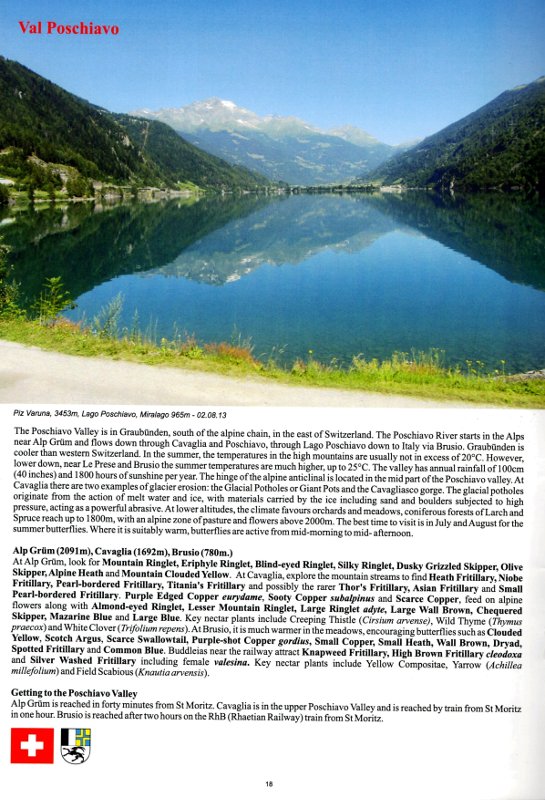 Val Poschiavo
Piz Varuna, 3453m, Lago Poschiavo, Miralago 965m - 02.08.13
The Poschiavo Valley is in Graubünden, south of the alpine chain, in the east of Switzerland. The Poschiavo River starts in the Alps
near Alp Grüm and flows down through Cavaglia and Poschiavo, through Lago Poschiavo down to Italy via Brusio. Graubünden is
cooler than western Switzerland. In the summer, the temperatures in the high mountains are usually not in excess of 20°C. However,
lower down, near Le Prese and Brusio the summer temperatures are much higher, up to 25°C. The valley has annual rainfall of 100cm
(40 inches) and 1800 hours of sunshine per year. The hinge of the alpine anticlinal is located in the mid part of the Poschiavo valley. At
Cavaglia there are two examples of glacier erosion: the Glacial Potholes or Giant Pots and the Cavagliasco gorge. The glacial potholes
originate from the action of melt water and ice, with materials carried by the ice including sand and boulders subjected to high
pressure, acting as a powerful abrasive. At lower altitudes, the climate favours orchards and meadows, coniferous forests of Larch and
Spruce reach up to 1800m, with an alpine zone of pasture and flowers above 2000m. The best time to visit is in July and August for the
summer butterflies. Where it is suitably warm, butterflies are active from mid-morning to mid- afternoon.
Alp Grüm (2091m), Cavaglia (1692m), Brusio (780m.)
At Alp Grüm, look for Mountain Ringlet, Eriphyle Ringlet, Blind-eyed Ringlet, Silky Ringlet, Dusky Grizzled Skipper, Olive
Skipper, Alpine Heath and Mountain Clouded Yellow. At Cavaglia, explore the mountain streams to find Heath Fritillary, Niobe
Fritillary, Pearl-bordered Fritillary, Titania's Fritillary and possibly the rarer Thor's Fritillary, Asian Fritillary and Small
Pearl-bordered Fritillary. Purple Edged Copper eurydame, Sooty Copper subalpinus and Scarce Copper, feed on alpine
flowers along with Almond-eyed Ringlet, Lesser Mountain Ringlet, Large Ringlet adyte, Large Wall Brown, Chequered
Skipper, Mazarine Blue and Large Blue. Key nectar plants include Creeping Thistle (Cirsium arvense), Wild Thyme (Thymus
praecox) and White Clover (Trifolium repens). At Brusio, it is much warmer in the meadows, encouraging butterflies such as Clouded
Yellow, Scotch Argus, Scarce Swallowtail, Purple-shot Copper gordius, Small Copper, Small Heath, Wall Brown, Dryad,
Spotted Fritillary and Common Blue. Buddleias near the railway attract Knapweed Fritillary, High Brown Fritillary cleodoxa
and Silver Washed Fritillary including female valesina. Key nectar plants include Yellow Compositae, Yarrow (Achillea
millefolium) and Field Scabious (Knautia arvensis).
Getting to the Poschiavo Valley
Alp Grüm is reached in forty minutes from St Moritz. Cavaglia is in the upper Poschiavo Valley and is reached by train from St Moritz
in one hour. Brusio is reached after two hours on the RhB (Rhaetian Railway) train from St Moritz.
18